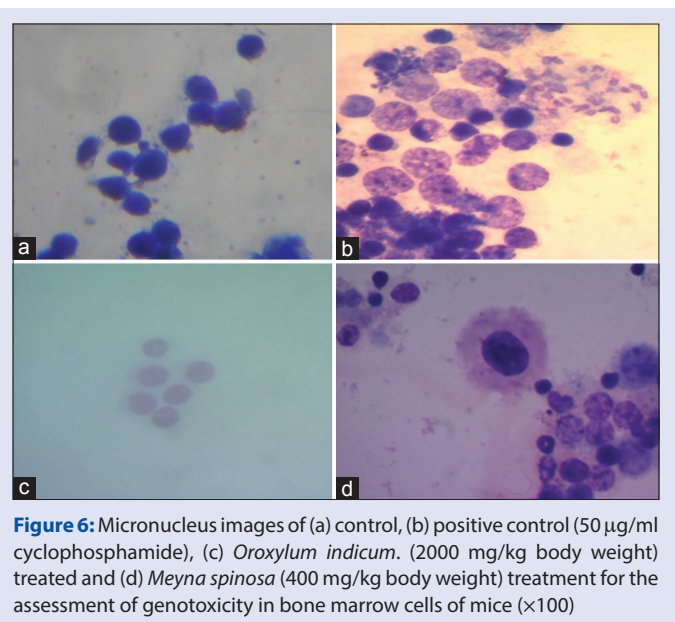 a
b
c
d
Figure 6: Micronucleus images of (a) control, (b) positive control (50 μg/ml
cyclophosphamide), (c) Oroxylum indicum. (2000 mg/kg body weight)
treated and (d) Meyna spinosa (400 mg/kg body weight) treatment for the
assessment of genotoxicity in bone marrow cells of mice (×100)